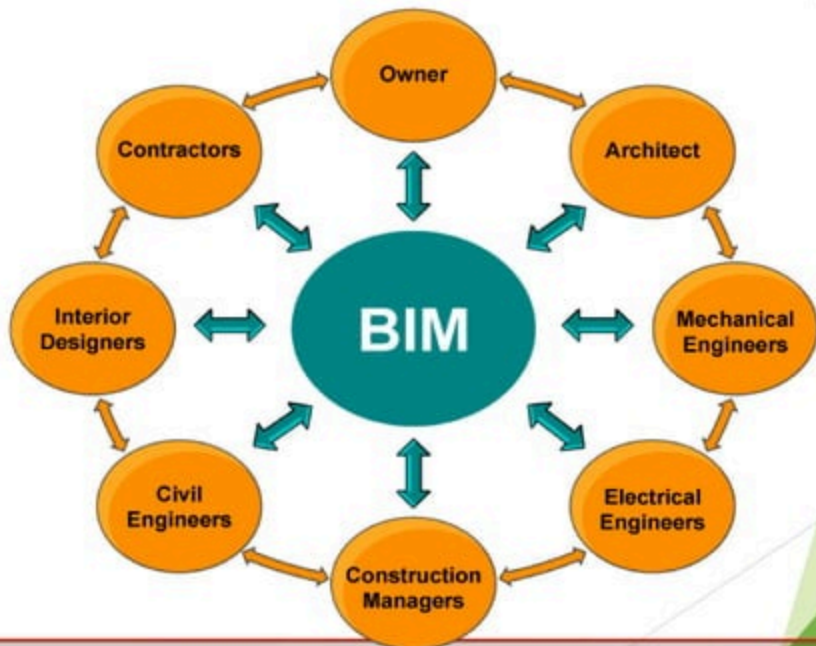 Owner
Contractors
Architect
Interior
Designers
BIM
Mechanical
Engineers
Civil
Engineers
Electrical
Engineers
Construction
Managers